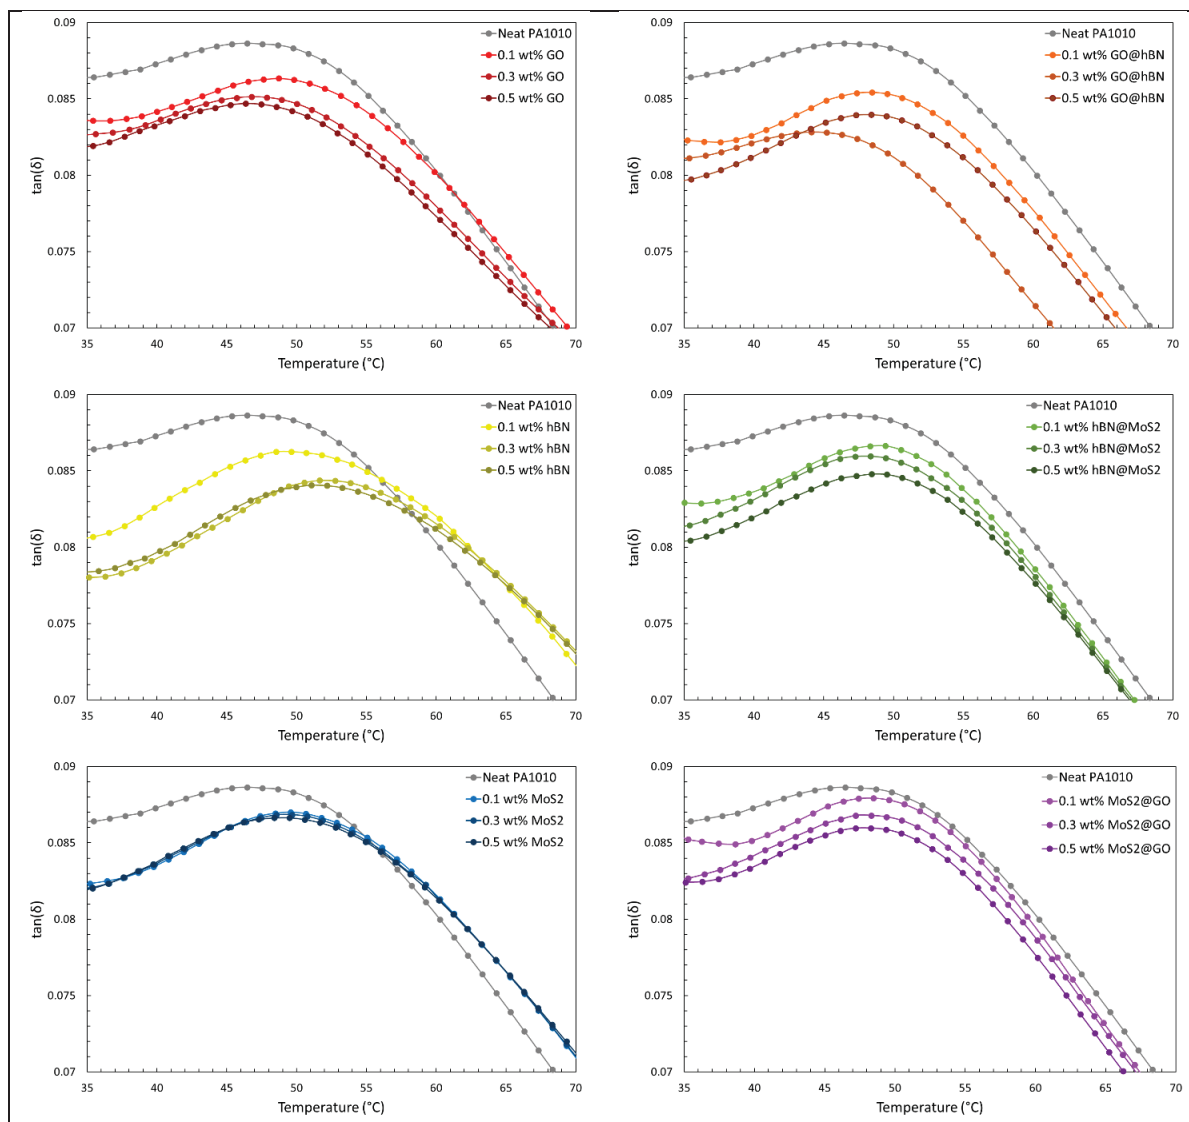 0.09
0.085
0.08
0.075
0.07
tan(δ)
35 40 45 50 55 60 65 70
Temperature (°C)
Neat PA1010
0.1 wt% GO
0.3 wt% GO
0.5 wt% GO
0.09
0.085
0.08
0.075
0.07
tan(δ)
35 40 45 50 55 60 65 70
Temperature (°C)
Neat PA1010
0.1 wt% GO@hBN
0.3 wt% GO@hBN
0.5 wt% GO@hBN
0.09
0.085
0.08
0.075
0.07
tan(δ)
35 40 45 50 55 60 65 70
Temperature (°C)
Neat PA1010
0.1 wt% hBN
0.3 wt% hBN
0.5 wt% hBN
0.09
0.085
0.08
0.075
0.07
tan(δ)
35 40 45 50 55 60 65 70
Temperature (°C)
Neat PA1010
0.1 wt% hBN@MoS2
0.3 wt% hBN@MoS2
0.5 wt% hBN@MoS2
0.09
0.085
0.08
0.075
0.07
tan(δ)
35 40 45 50 55 60 65 70
Temperature (°C)
Neat PA1010
0.1 wt% MoS2
0.3 wt% MoS2
0.5 wt% MoS2
0.09
0.085
0.08
0.075
0.07
tan(δ)
35 40 45 50 55 60 65 70
Temperature (°C)
Neat PA1010
0.1 wt% MoS2@GO
0.3 wt% MoS2@GO
0.5 wt% MoS2@GO